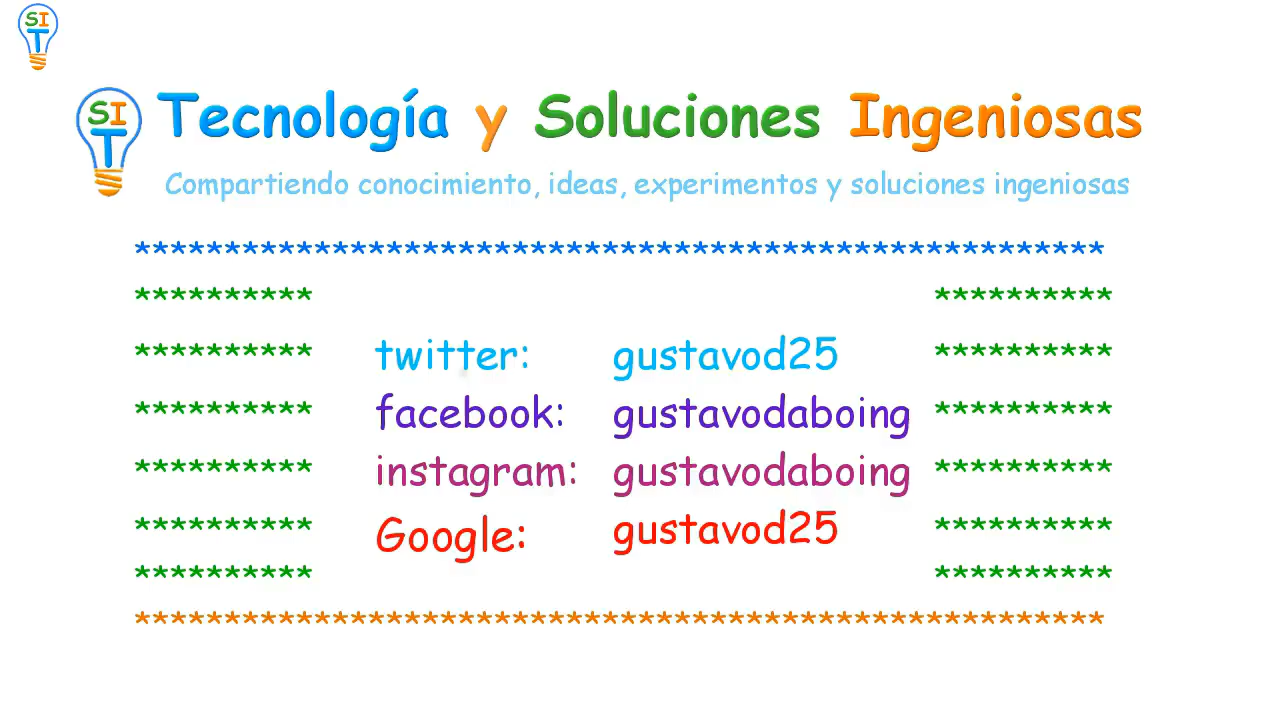 SI
T
SI
T
Tecnología y Soluciones Ingeniosas
Compartiendo conocimiento, ideas, experimentos y soluciones ingeniosas
******************************************************
********** **********
********** twitter: gustavod25 **********
********** facebook: gustavodaboing **********
********** instagram: gustavodaboing **********
********** Google: gustavod25 **********
********** **********
******************************************************